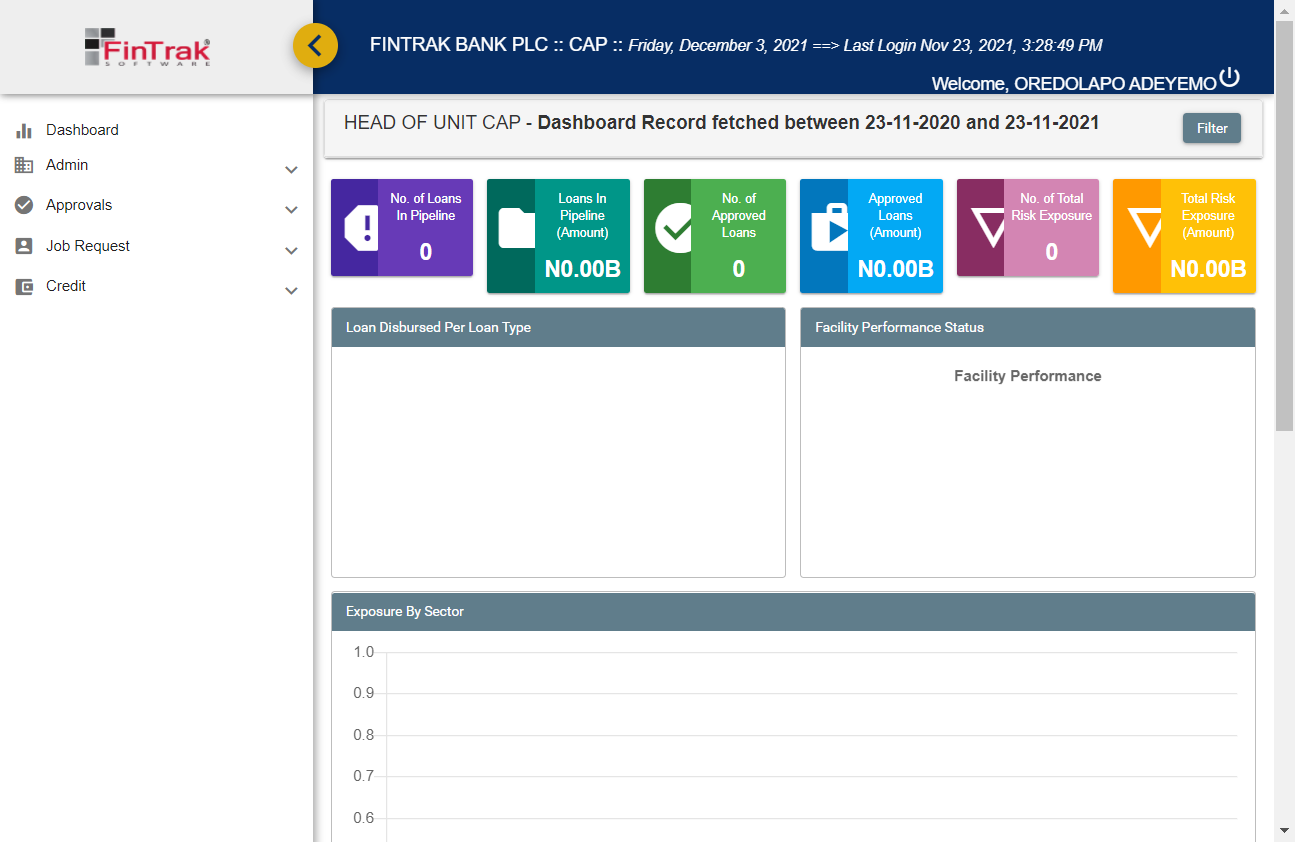 FinTrak®
SOFTWARE
FINTRAK BANK PLC :: CAP :: Friday, December 3, 2021 ==> Last Login Nov 23, 2021, 3:28:49 PM
Welcome, OREDOLAPO ADEYEMO
Dashboard
Admin
Approvals
Job Request
Credit
HEAD OF UNIT CAP - Dashboard Record fetched between 23-11-2020 and 23-11-2021
Filter
No. of Loans
In Pipeline
0
Loans In
Pipeline
(Amount)
N0.00B
No. of
Approved
Loans
0
Approved
Loans
(Amount)
N0.00B
No. of Total
Risk Exposure
0
Total Risk
Exposure
(Amount)
N0.00B
Loan Disbursed Per Loan Type
Facility Performance Status
Facility Performance
Exposure By Sector
1.0
0.9
0.8
0.7
0.6